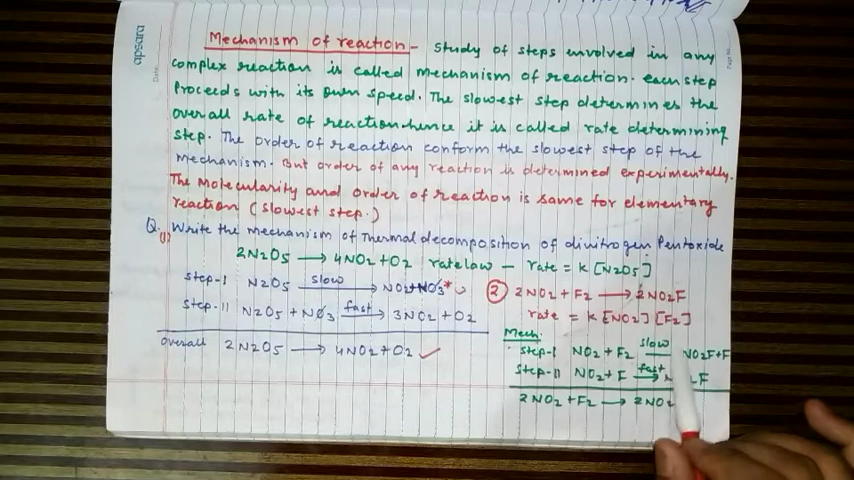 Mechanism of reaction - Study of steps involved in any
complex reaction is called mechanism of reaction. each step
Proceeds with its own speed. The slowest step determines the
overall rate of reaction. hence it is called rate determining
step. The order of reaction conform the slowest step of the
mechanism. But order of any reaction is determined experimentally.
The Molecularity and order of reaction is same for elementary
reaction (slowest step.)
Q. (1) Write the mechanism of Thermal decomposition of dinitrogen Pentoxide
2N2O5 → 4NO2 + O2 rate law - rate = K [N2O5]
step-I N2O5 slow → NO2 + NO3*
step-II N2O5 + NO3 fast → 3NO2 + O2
overall 2N2O5 → 4NO2 + O2 ✓
(2) 2NO2 + F2 → 2NO2F
rate = K [NO2] [F2]
Mech.
step-I NO2 + F2 slow NO2F + F
step-II NO2 + F fast → F
2NO2 + F2 → 2NO2
apsara
Date